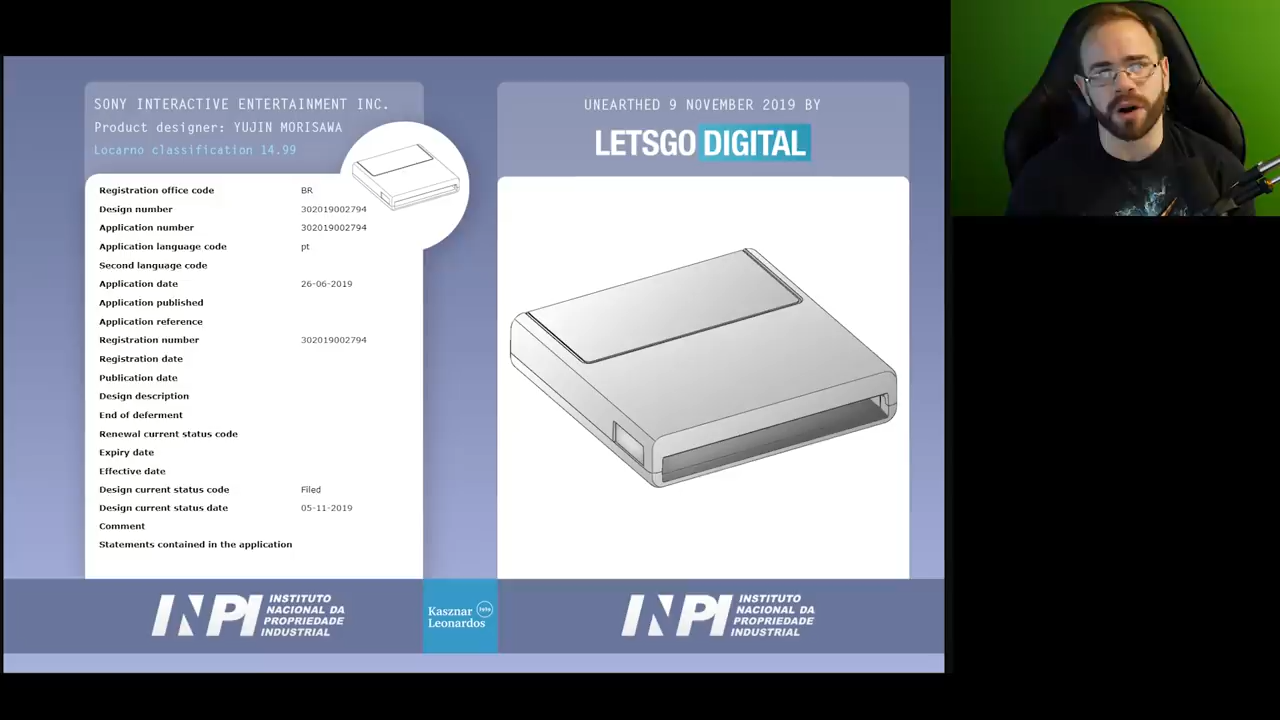 SONY INTERACTIVE ENTERTAINMENT INC.
Product designer: YUJIN MORISAWA
Locarno classification 14.99
Registration office code BR
Design number 302019002794
Application number 302019002794
Application language code pt
Second language code
Application date 26-06-2019
Application published
Application reference
Registration number 302019002794
Registration date
Publication date
Design description
End of deferment
Renewal current status code
Expiry date
Effective date
Design current status code Filed
Design current status date 05-11-2019
Comment
Statements contained in the application
UNEARTHED 9 NOVEMBER 2019 BY
LETSGO DIGITAL
INPI INSTITUTO
NACIONAL DA
PROPRIEDADE
INDUSTRIAL
Kasznar
Leonardos
INPI INSTITUTO
NACIONAL DA
PROPRIEDADE
INDUSTRIAL